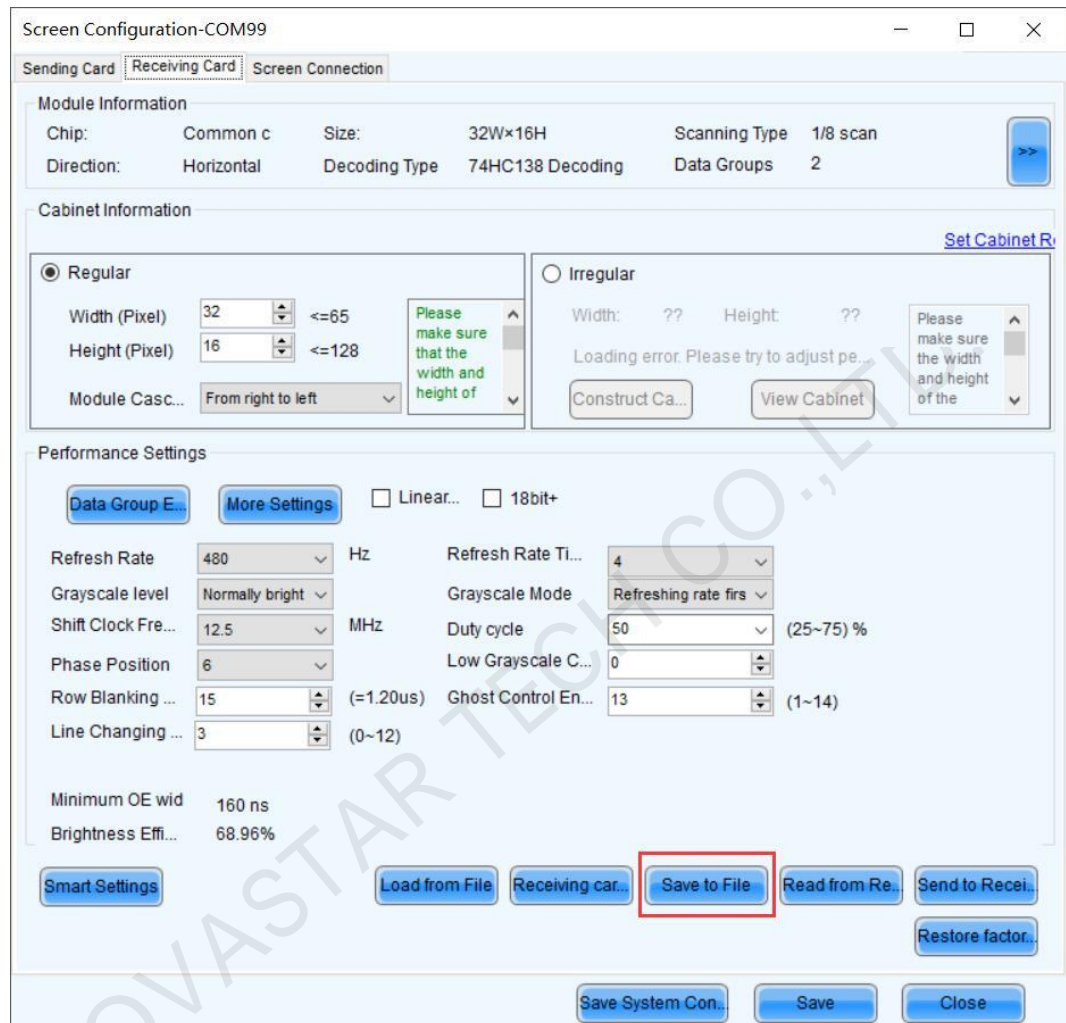 Screen Configuration-COM99
Sending Card Receiving Card Screen Connection
Module Information
Chip: Common c Size: 32W×16H Scanning Type 1/8 scan
Direction: Horizontal Decoding Type 74HC138 Decoding Data Groups 2
>>
Cabinet Information
Set Cabinet R
Regular
Width (Pixel) 32 <=65
Height (Pixel) 16 <=128
Module Casc... From right to left
Please
make sure
that the
width and
height of
Irregular
Width: ?? Height: ??
Loading error. Please try to adjust pe...
Construct Ca... View Cabinet
Please
make sure
the width
and height
of the
Performance Settings
Data Group E... More Settings Linear... 18bit+
Refresh Rate 480 Hz Refresh Rate Ti... 4
Grayscale level Normally bright Grayscale Mode Refreshing rate firs
Shift Clock Fre... 12.5 MHz Duty cycle 50 (25~75) %
Phase Position 6 Low Grayscale C... 0
Row Blanking ... 15 (=1.20us) Ghost Control En... 13 (1~14)
Line Changing ... 3 (0~12)
Minimum OE wid 160 ns
Brightness Effi... 68.96%
Smart Settings Load from File Receiving car... Save to File Read from Re... Send to Recei...
Restore factor...
Save System Con... Save Close
OVASTAR TECH CO.,LTD.